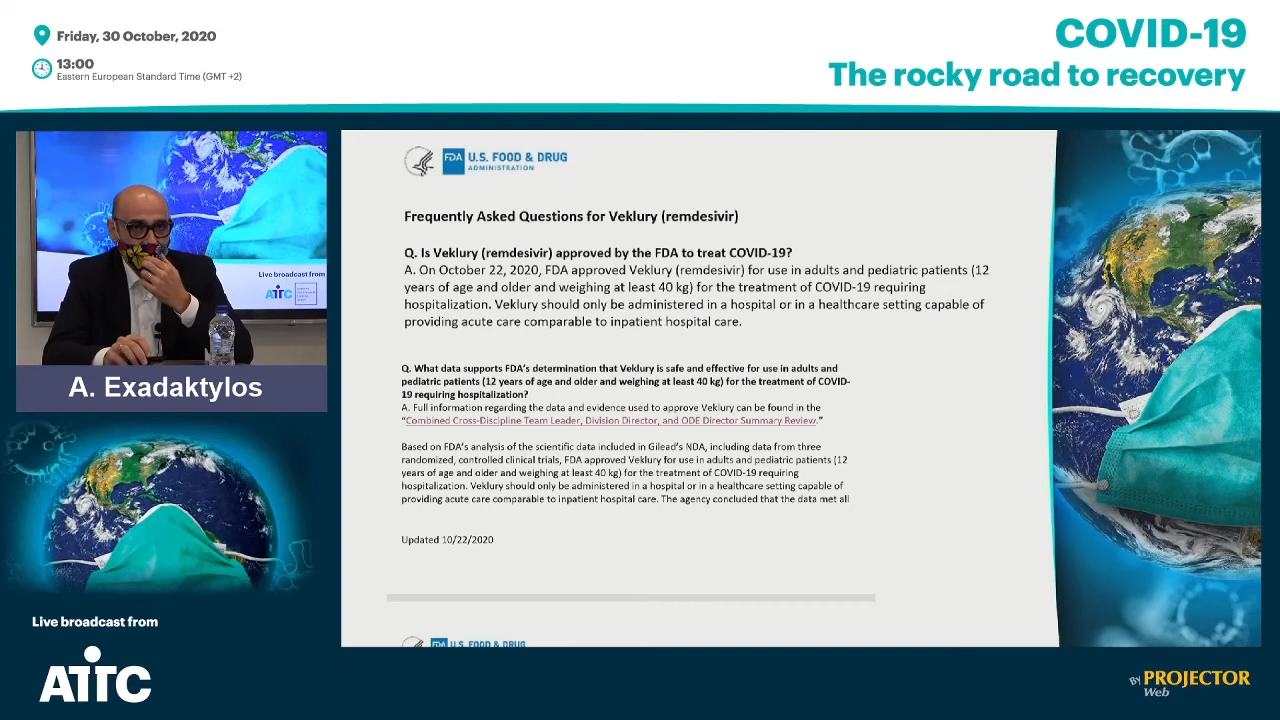 Friday, 30 October, 2020
13:00
Eastern European Standard Time (GMT +2)
COVID-19
The rocky road to recovery
Live broadcast from
ATTC
A. Exadaktylos
FDA U.S. FOOD & DRUG
ADMINISTRATION
Frequently Asked Questions for Veklury (remdesivir)
Q. Is Veklury (remdesivir) approved by the FDA to treat COVID-19?
A. On October 22, 2020, FDA approved Veklury (remdesivir) for use in adults and pediatric patients (12
years of age and older and weighing at least 40 kg) for the treatment of COVID-19 requiring
hospitalization. Veklury should only be administered in a hospital or in a healthcare setting capable of
providing acute care comparable to inpatient hospital care.
Q. What data supports FDA's determination that Veklury is safe and effective for use in adults and
pediatric patients (12 years of age and older and weighing at least 40 kg) for the treatment of COVID-
19 requiring hospitalization?
A. Full information regarding the data and evidence used to approve Veklury can be found in the
“Combined Cross-Discipline Team Leader, Division Director, and ODE Director Summary Review.”
Based on FDA's analysis of the scientific data included in Gilead's NDA, including data from three
randomized, controlled clinical trials, FDA approved Veklury for use in adults and pediatric patients (12
years of age and older and weighing at least 40 kg) for the treatment of COVID-19 requiring
hospitalization. Veklury should only be administered in a hospital or in a healthcare setting capable of
providing acute care comparable to inpatient hospital care. The agency concluded that the data met all
Updated 10/22/2020
FDA U.S. FOOD & DRUG
Live broadcast from
ATTC
By PROJECTOR
Web